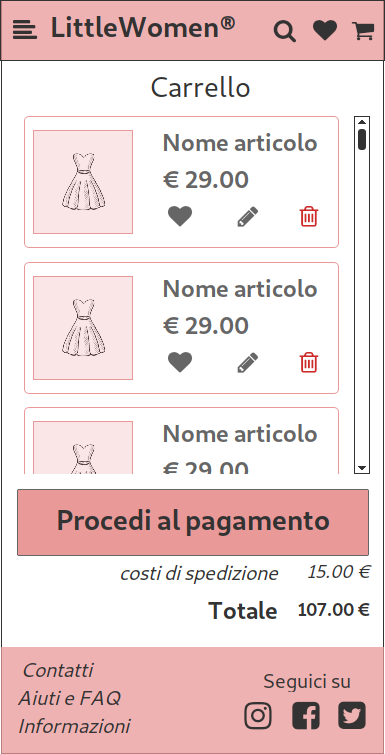 LittleWomen®
Carrello
Nome articolo
€ 29.00
Nome articolo
€ 29.00
Nome articolo
€ 29.00
Procedi al pagamento
costi di spedizione 15.00 €
Totale 107.00 €
Contatti
Aiuti e FAQ
Informazioni
Seguici su